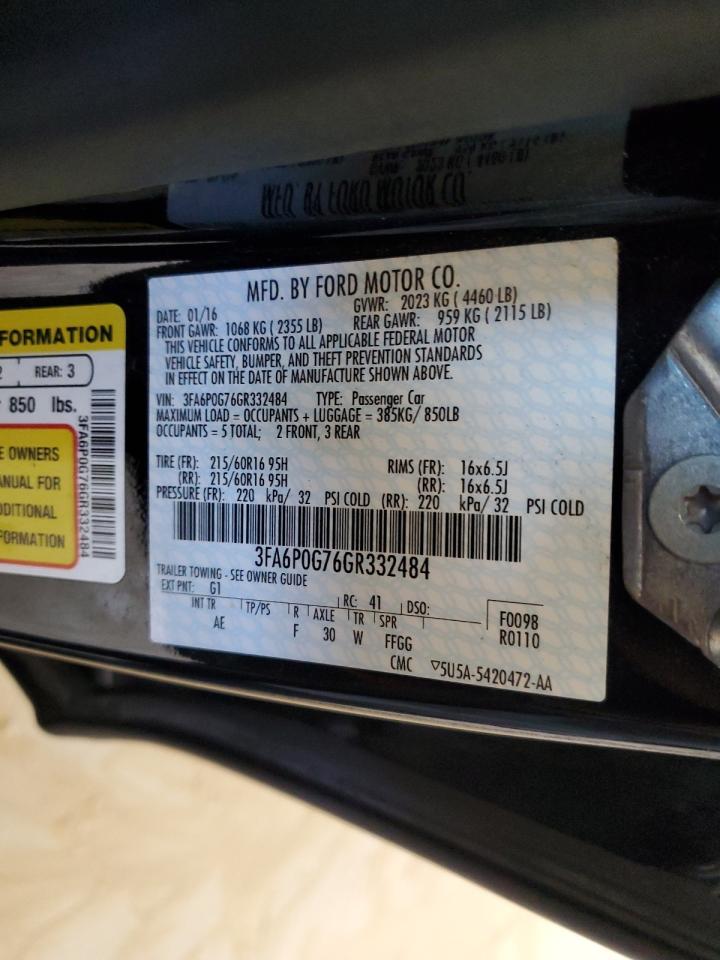 MFD. BY FORD MOTOR CO.
DATE: 01/16 GVWR: 2023 KG ( 4460 LB)
FRONT GAWR: 1068 KG ( 2355 LB) REAR GAWR: 959 KG ( 2115 LB)
THIS VEHICLE CONFORMS TO ALL APPLICABLE FEDERAL MOTOR
VEHICLE SAFETY, BUMPER, AND THEFT PREVENTION STANDARDS
IN EFFECT ON THE DATE OF MANUFACTURE SHOWN ABOVE.
VIN: 3FA6P0G76GR332484 TYPE: Passenger Car
MAXIMUM LOAD = OCCUPANTS + LUGGAGE = 385KG/ 850LB
OCCUPANTS = 5 TOTAL; 2 FRONT, 3 REAR
TIRE (FR): 215/60R16 95H RIMS (FR): 16x6.5J
(RR): 215/60R16 95H (RR): 16x6.5J
PRESSURE (FR): 220 kPa/ 32 PSI COLD (RR): 220 kPa/ 32 PSI COLD
3FA6P0G76GR332484
TRAILER TOWING - SEE OWNER GUIDE
EXT PNT: G1 RC: 41 DSO:
INT TR TP/PS R AXLE TR SPR F0098
AE F 30 W FFGG R0110
CMC ▽5U5A-5420472-AA
FORMATION
2 REAR: 3
850 lbs.
E OWNERS
ANUAL FOR
DDITIONAL
FORMATION
3FA6P0G76GR332484